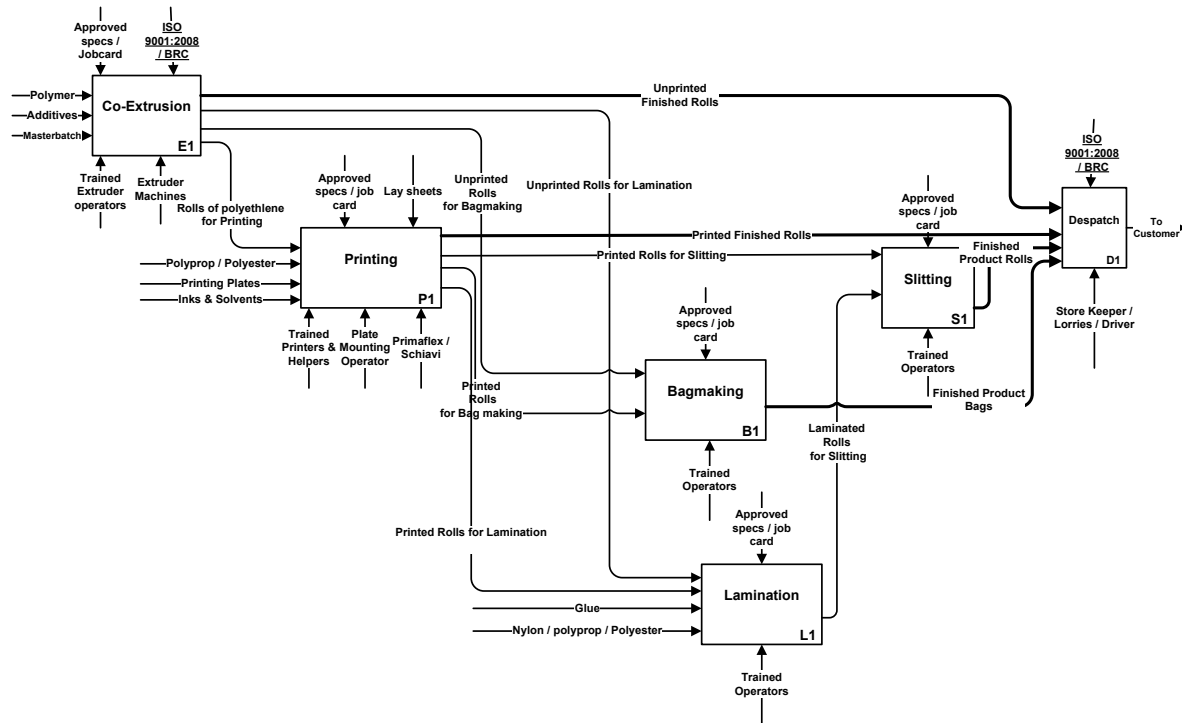 Approved
specs /
Jobcard
ISO
9001:2008
/ BRC
Polymer
Additives
Masterbatch
Co-Extrusion
E1
Trained
Extruder
operators
Extruder
Machines
Rolls of polyethlene
for Printing
Unprinted
Finished Rolls
Unprinted
Rolls
for Bagmaking
Unprinted Rolls for Lamination
Approved
specs / job
card
Lay sheets
Polyprop / Polyester
Printing Plates
Inks & Solvents
Printing
P1
Trained
Printers &
Helpers
Plate
Mounting
Operator
Primaflex /
Schiavi
Printed Finished Rolls
Printed Rolls for Slitting
Printed
Rolls
for Bag making
Printed Rolls for Lamination
Approved
specs / job
card
Slitting
S1
Trained
Operators
Finished
Product Rolls
ISO
9001:2008
/ BRC
Despatch
D1
To
Customer
Store Keeper /
Lorries / Driver
Approved
specs / job
card
Bagmaking
B1
Trained
Operators
Finished Product
Bags
Laminated
Rolls
for Slitting
Approved
specs / job
card
Glue
Nylon / polyprop / Polyester
Lamination
L1
Trained
Operators